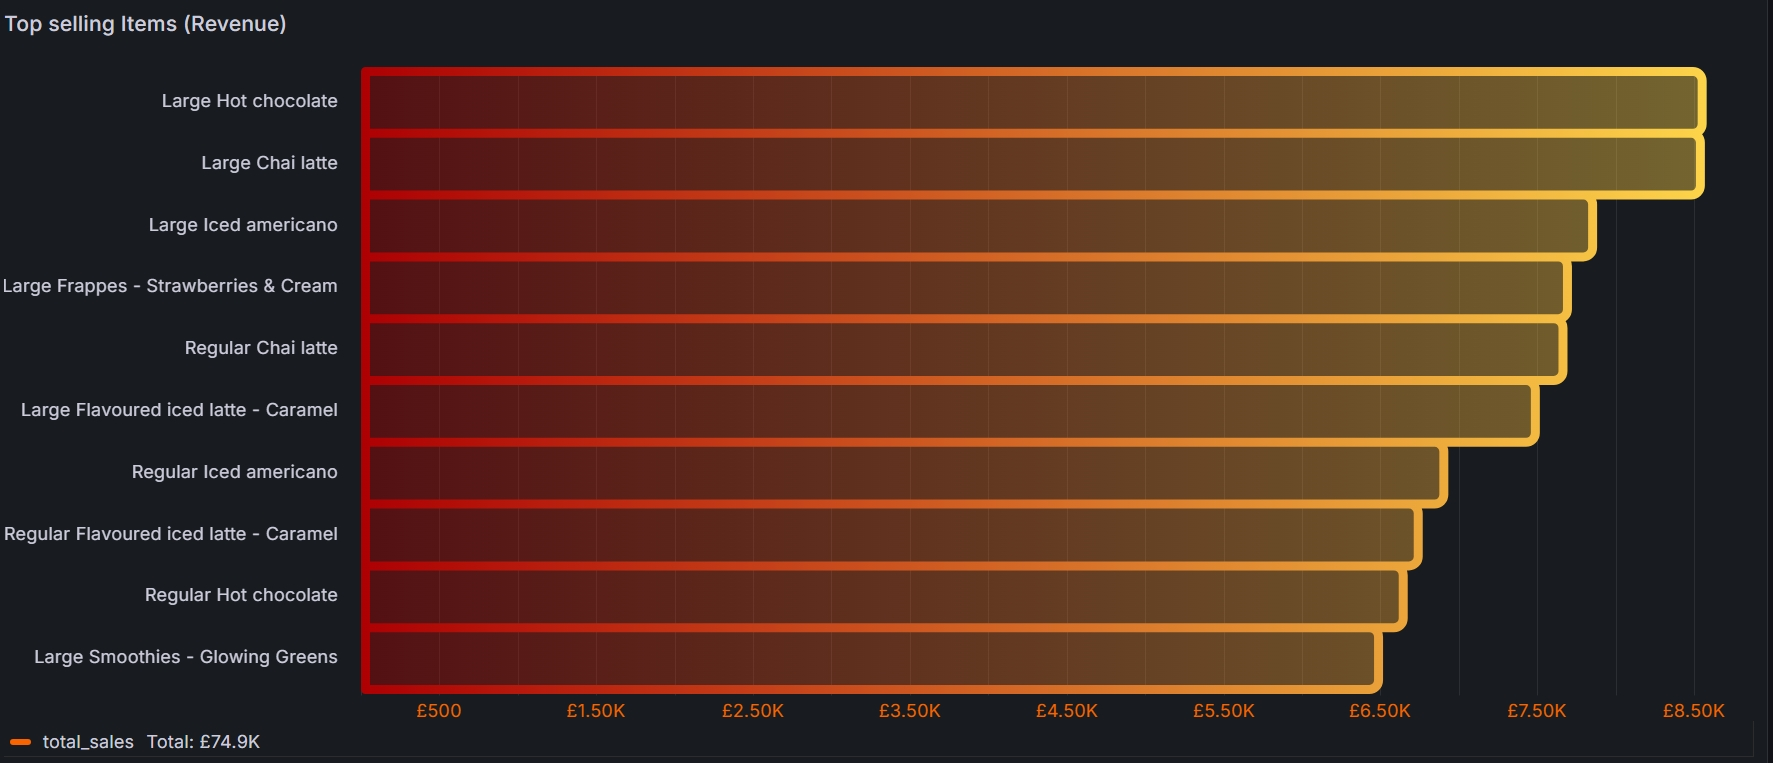 Top selling Items (Revenue)
Large Hot chocolate
Large Chai latte
Large Iced americano
Large Frappes - Strawberries & Cream
Regular Chai latte
Large Flavoured iced latte - Caramel
Regular Iced americano
Regular Flavoured iced latte - Caramel
Regular Hot chocolate
Large Smoothies - Glowing Greens
£500 £1.50K £2.50K £3.50K £4.50K £5.50K £6.50K £7.50K £8.50K
total_sales Total: £74.9K